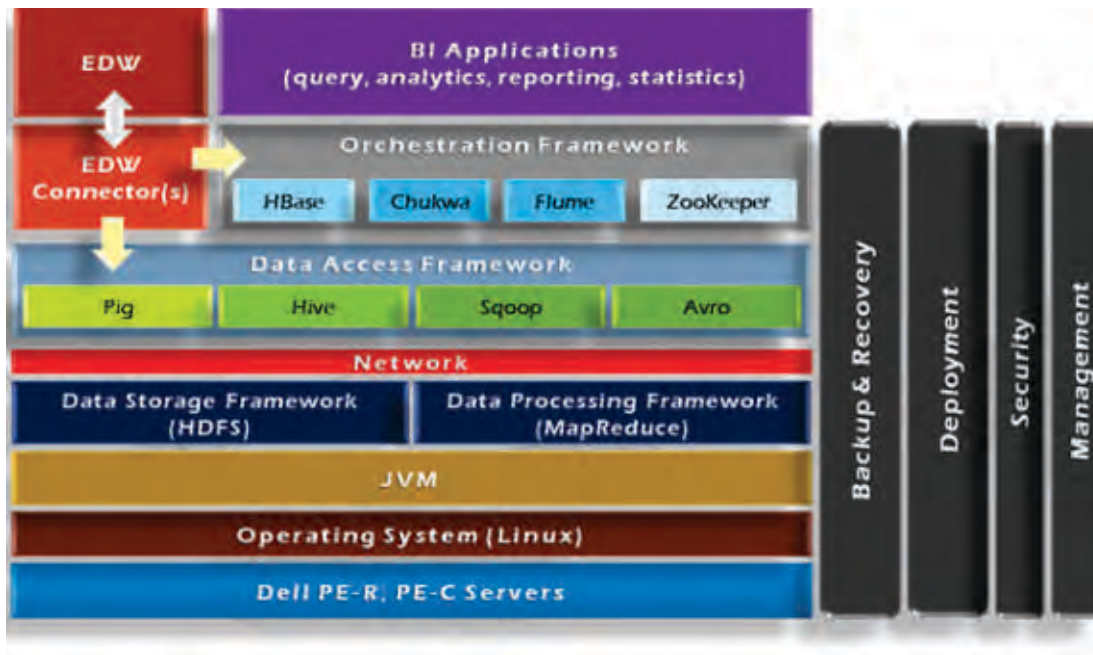 EDW
BI Applications
(query, analytics, reporting, statistics)
EDW
Connector(s)
Orchestration Framework
HBase
Chukwa
Flume
ZooKeeper
Data Access Framework
Pig
Hive
Sqoop
Avro
Network
Data Storage Framework
(HDFS)
Data Processing Framework
(MapReduce)
JVM
Operating System (Linux)
Dell PE-R, PE-C Servers
Backup & Recovery
Deployment
Security
Management